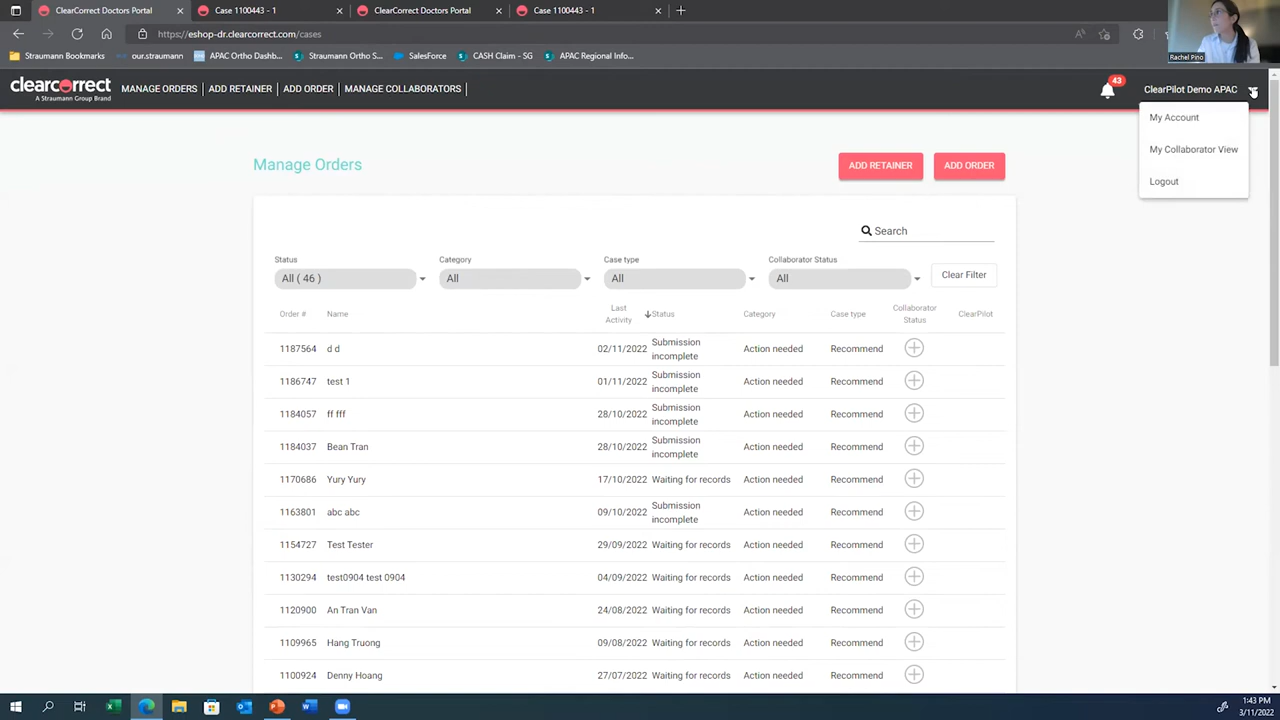 ClearCorrect Doctors Portal
Case 1100443 - 1
ClearCorrect Doctors Portal
Case 1100443 - 1
https://eshop-dr.clearcorrect.com/cases
Straumann Bookmarks
our.straumann
APAC Ortho Dashb...
Straumann Ortho S...
SalesForce
CASH Claim - SG
APAC Regional Info...
Rachel Pino
clearcorrect
A Straumann Group Brand
MANAGE ORDERS
ADD RETAINER
ADD ORDER
MANAGE COLLABORATORS
43
ClearPilot Demo APAC
My Account
My Collaborator View
Logout
Manage Orders
ADD RETAINER
ADD ORDER
Search
Status
Category
Case type
Collaborator Status
All ( 46 )
All
All
All
Clear Filter
Order #
Name
Last Activity
Status
Category
Case type
Collaborator Status
ClearPilot
1187564 d d 02/11/2022 Submission incomplete Action needed Recommend
1186747 test 1 01/11/2022 Submission incomplete Action needed Recommend
1184057 ff fff 28/10/2022 Submission incomplete Action needed Recommend
1184037 Bean Tran 28/10/2022 Submission incomplete Action needed Recommend
1170686 Yury Yury 17/10/2022 Waiting for records Action needed Recommend
1163801 abc abc 09/10/2022 Submission incomplete Action needed Recommend
1154727 Test Tester 29/09/2022 Waiting for records Action needed Recommend
1130294 test0904 test 0904 04/09/2022 Waiting for records Action needed Recommend
1120900 An Tran Van 24/08/2022 Waiting for records Action needed Recommend
1109965 Hang Truong 09/08/2022 Waiting for records Action needed Recommend
1100924 Denny Hoang 27/07/2022 Waiting for records Action needed Recommend
1:43 PM
3/11/2022